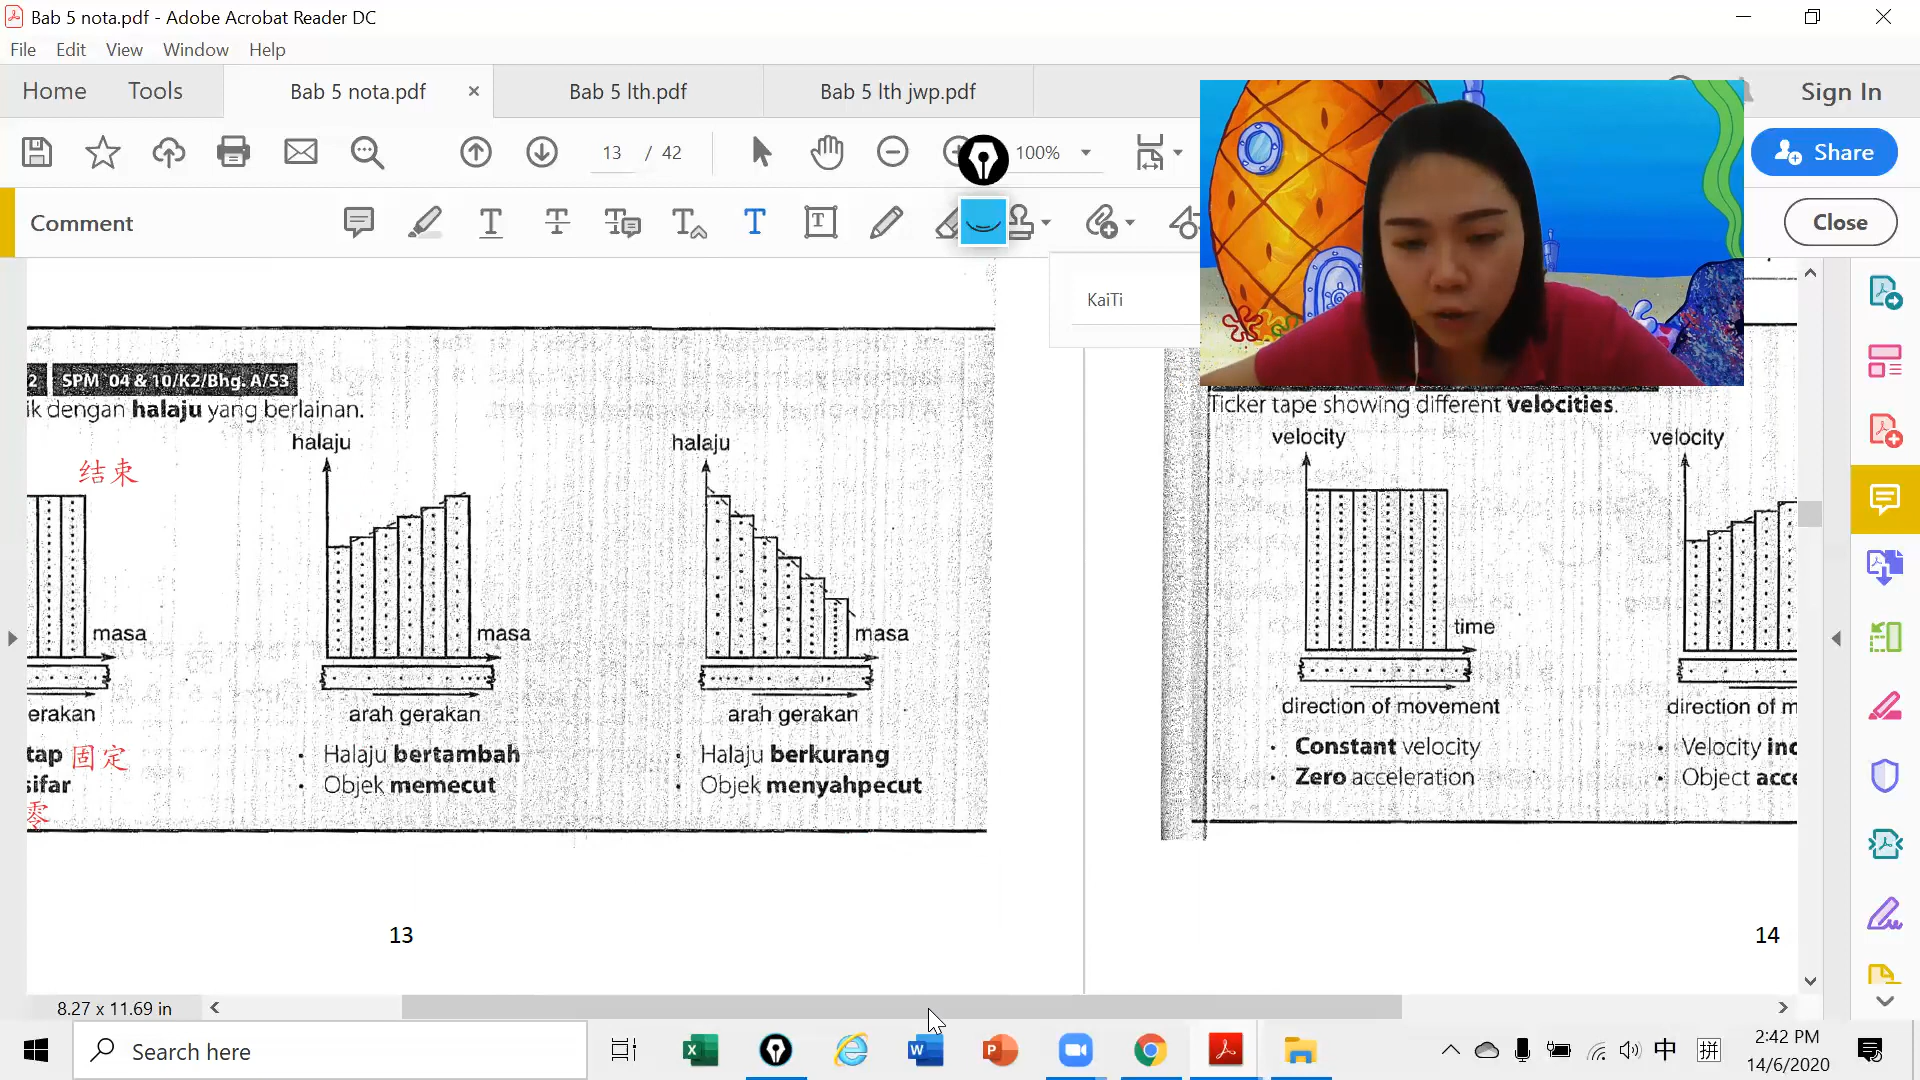 Bab 5 nota.pdf - Adobe Acrobat Reader DC
File Edit View Window Help
Home Tools Bab 5 nota.pdf × Bab 5 lth.pdf Bab 5 lth jwp.pdf Sign In
13 / 42 100% Share
Comment Close
KaiTi
2 SPM '04 & 10/K2/Bhg. A/S3
ik dengan halaju yang berlainan.
结束
halaju
masa
erakan
tap 固定
sifar
零
halaju
masa
arah gerakan
• Halaju bertambah
• Objek memecut
halaju
masa
arah gerakan
• Halaju berkurang
• Objek menyahpecut
13
Ticker tape showing different velocities.
velocity
time
direction of movement
• Constant velocity
• Zero acceleration
velocity
direction of m
• Velocity inc
• Object acce
14
8.27 x 11.69 in
Search here
中 拼
2:42 PM
14/6/2020